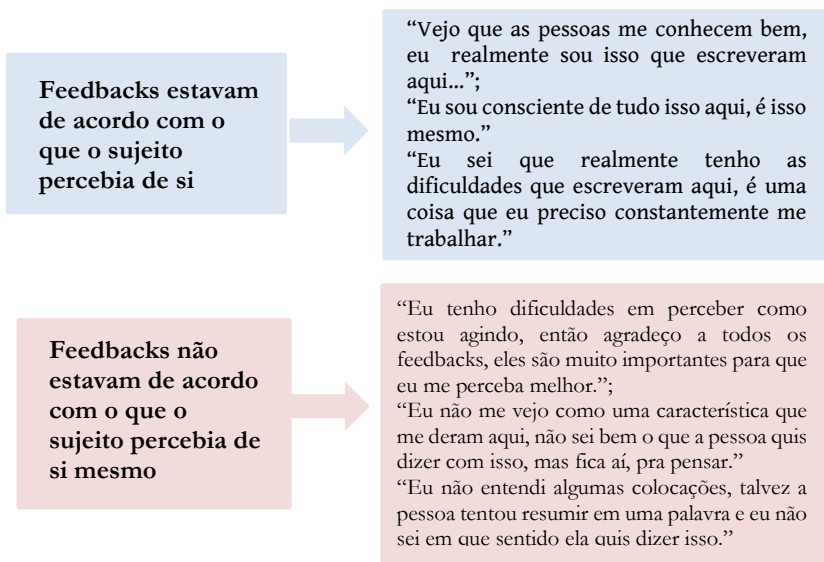 Feedbacks estavam
de acordo com o
que o sujeito
percebia de si
“Vejo que as pessoas me conhecem bem,
eu realmente sou isso que escreveram
aqui...”;
“Eu sou consciente de tudo isso aqui, é isso
mesmo.”
“Eu sei que realmente tenho as
dificuldades que escreveram aqui, é uma
coisa que eu preciso constantemente me
trabalhar.”
Feedbacks não
estavam de acordo
com o que o
sujeito percebia de
si mesmo
“Eu tenho dificuldades em perceber como
estou agindo, então agradeço a todos os
feedbacks, eles são muito importantes para que
eu me perceba melhor.”;
“Eu não me vejo como uma característica que
me deram aqui, não sei bem o que a pessoa quis
dizer com isso, mas fica aí, pra pensar.”
“Eu não entendi algumas colocações, talvez a
pessoa tentou resumir em uma palavra e eu não
sei em que sentido ela quis dizer isso.”